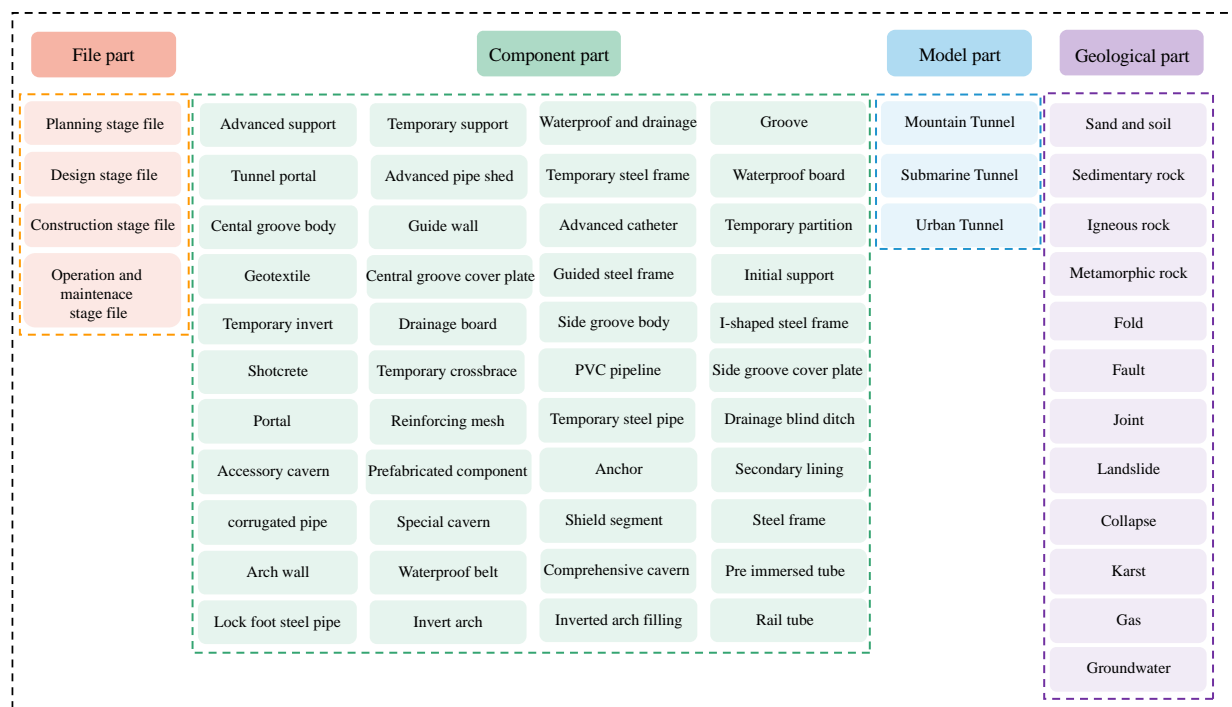 File part
Component part
Model part
Geological part
Planning stage file
Design stage file
Construction stage file
Operation and
maintenace
stage file
Advanced support
Temporary support
Waterproof and drainage
Groove
Tunnel portal
Advanced pipe shed
Temporary steel frame
Waterproof board
Cental groove body
Guide wall
Advanced catheter
Temporary partition
Geotextile
Central groove cover plate
Guided steel frame
Initial support
Temporary invert
Drainage board
Side groove body
I-shaped steel frame
Shotcrete
Temporary crossbrace
PVC pipeline
Side groove cover plate
Portal
Reinforcing mesh
Temporary steel pipe
Drainage blind ditch
Accessory cavern
Prefabricated component
Anchor
Secondary lining
corrugated pipe
Special cavern
Shield segment
Steel frame
Arch wall
Waterproof belt
Comprehensive cavern
Pre immersed tube
Lock foot steel pipe
Invert arch
Inverted arch filling
Rail tube
Mountain Tunnel
Submarine Tunnel
Urban Tunnel
Sand and soil
Sedimentary rock
Igneous rock
Metamorphic rock
Fold
Fault
Joint
Landslide
Collapse
Karst
Gas
Groundwater